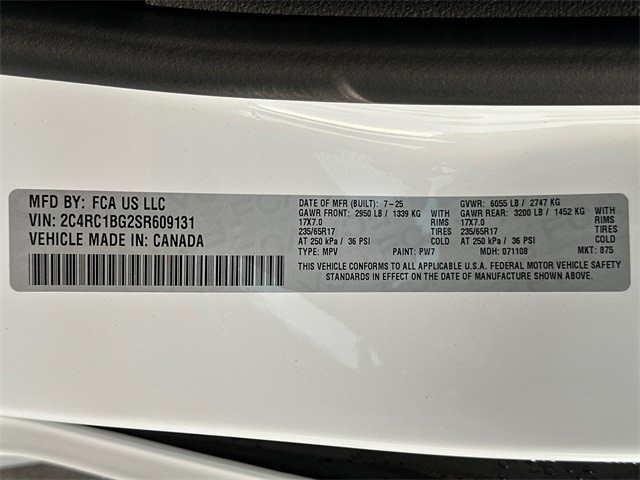 MFD BY: FCA US LLC
VIN: 2C4RC1BG2SR609131
VEHICLE MADE IN: CANADA
DATE OF MFR (BUILT): 7-25 GVWR: 6055 LB / 2747 KG
GAWR FRONT: 2950 LB / 1339 KG WITH GAWR REAR: 3200 LB / 1452 KG WITH
17X7.0 RIMS 17X7.0 RIMS
235/65R17 TIRES 235/65R17 TIRES
AT 250 kPa / 36 PSI COLD AT 250 kPa / 36 PSI COLD
TYPE: MPV PAINT: PW7 MDH: 071108 MKT: 875
THIS VEHICLE CONFORMS TO ALL APPLICABLE U.S.A. FEDERAL MOTOR VEHICLE SAFETY
STANDARDS IN EFFECT ON THE DATE OF MANUFACTURE SHOWN ABOVE.